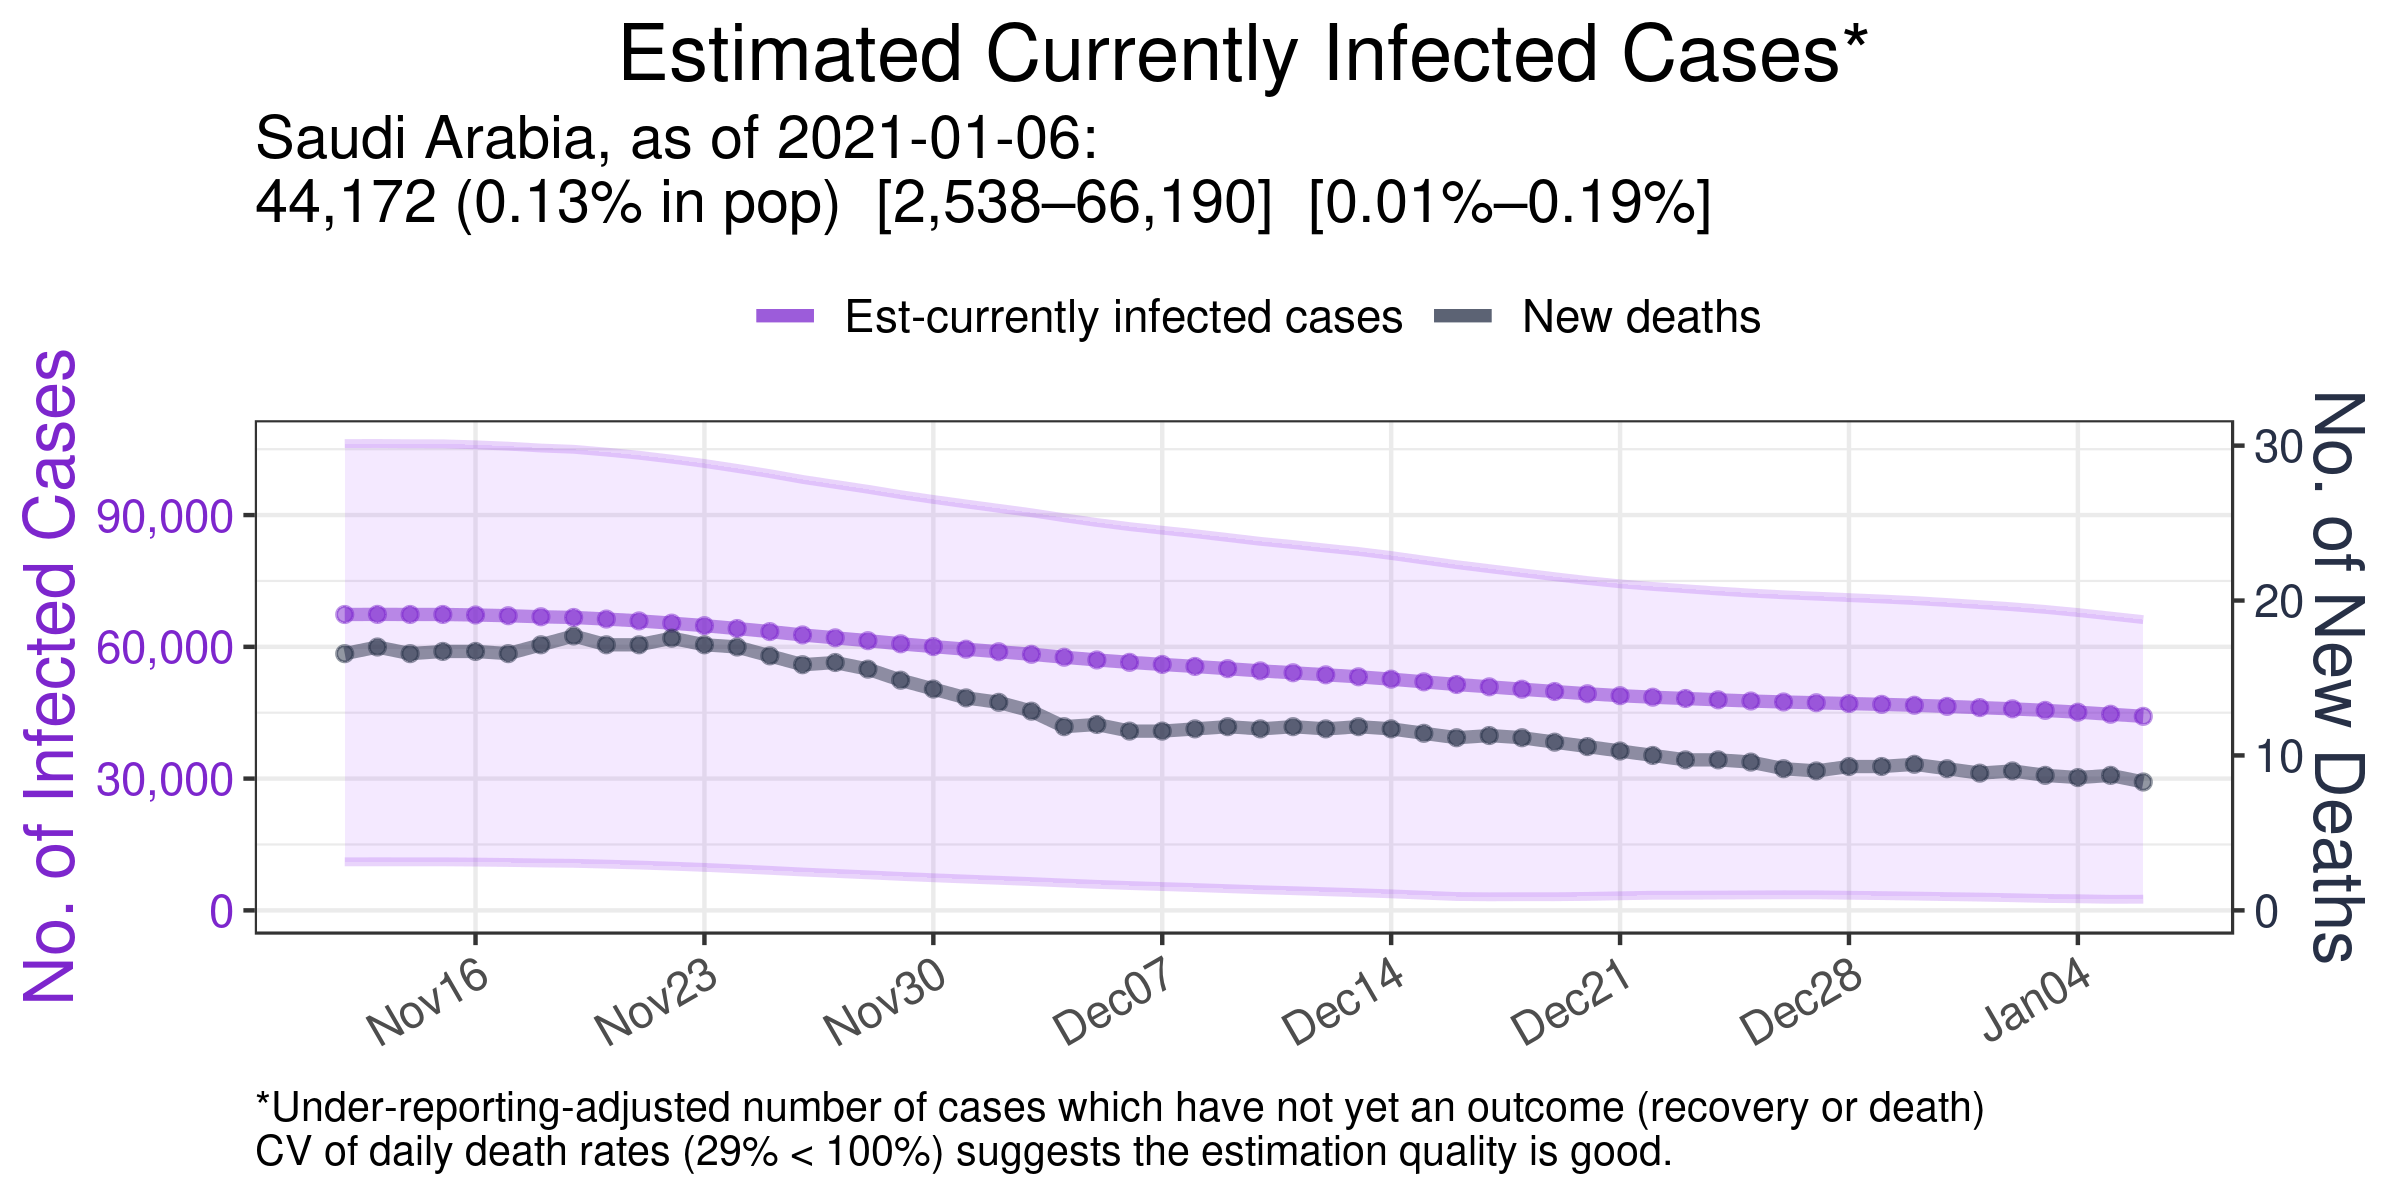 Estimated Currently Infected Cases*
Saudi Arabia, as of 2021-01-06:
44,172 (0.13% in pop)  [2,538–66,190]  [0.01%–0.19%]
Est-currently infected cases
New deaths
No. of Infected Cases
90,000
60,000
30,000
0
30
20
10
0
No. of New Deaths
Nov16
Nov23
Nov30
Dec07
Dec14
Dec21
Dec28
Jan04
*Under-reporting-adjusted number of cases which have not yet an outcome (recovery or death)
CV of daily death rates (29% < 100%) suggests the estimation quality is good.